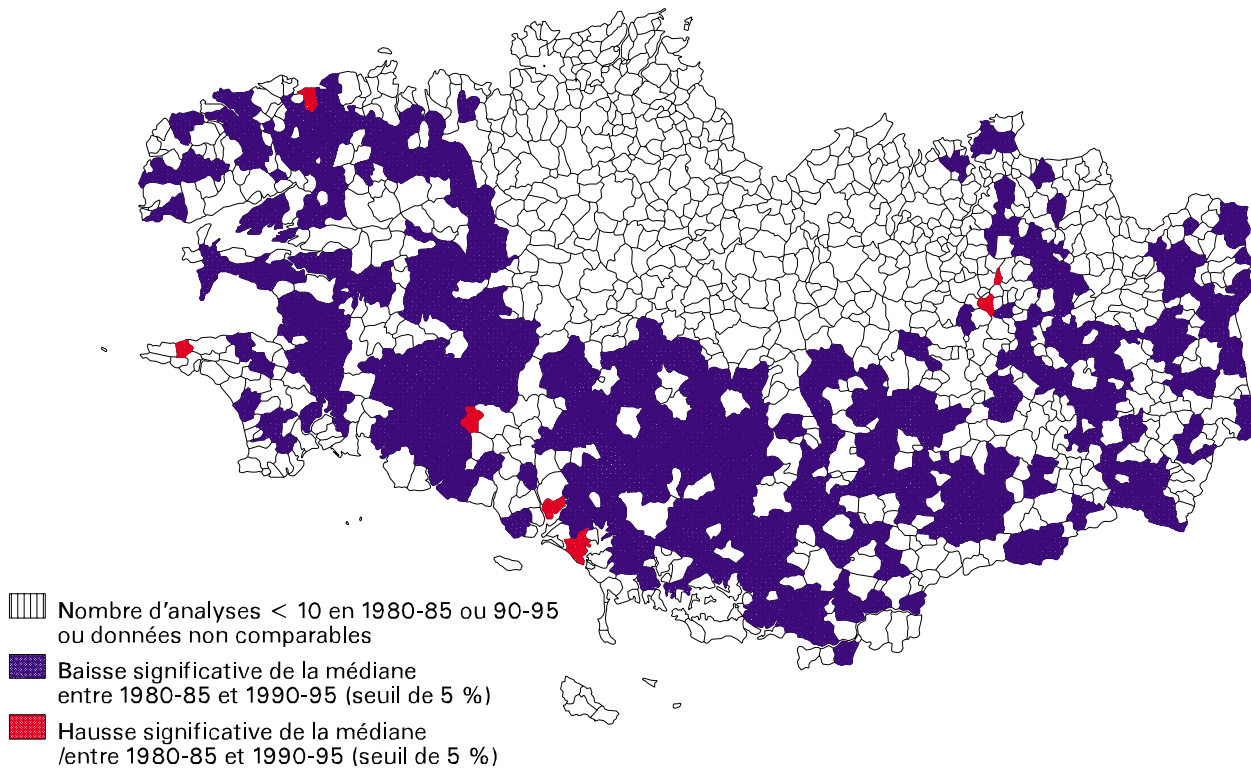 Nombre d'analyses < 10 en 1980-85 ou 90-95
ou données non comparables
Baisse significative de la médiane
entre 1980-85 et 1990-95 (seuil de 5 %)
Hausse significative de la médiane
/entre 1980-85 et 1990-95 (seuil de 5 %)